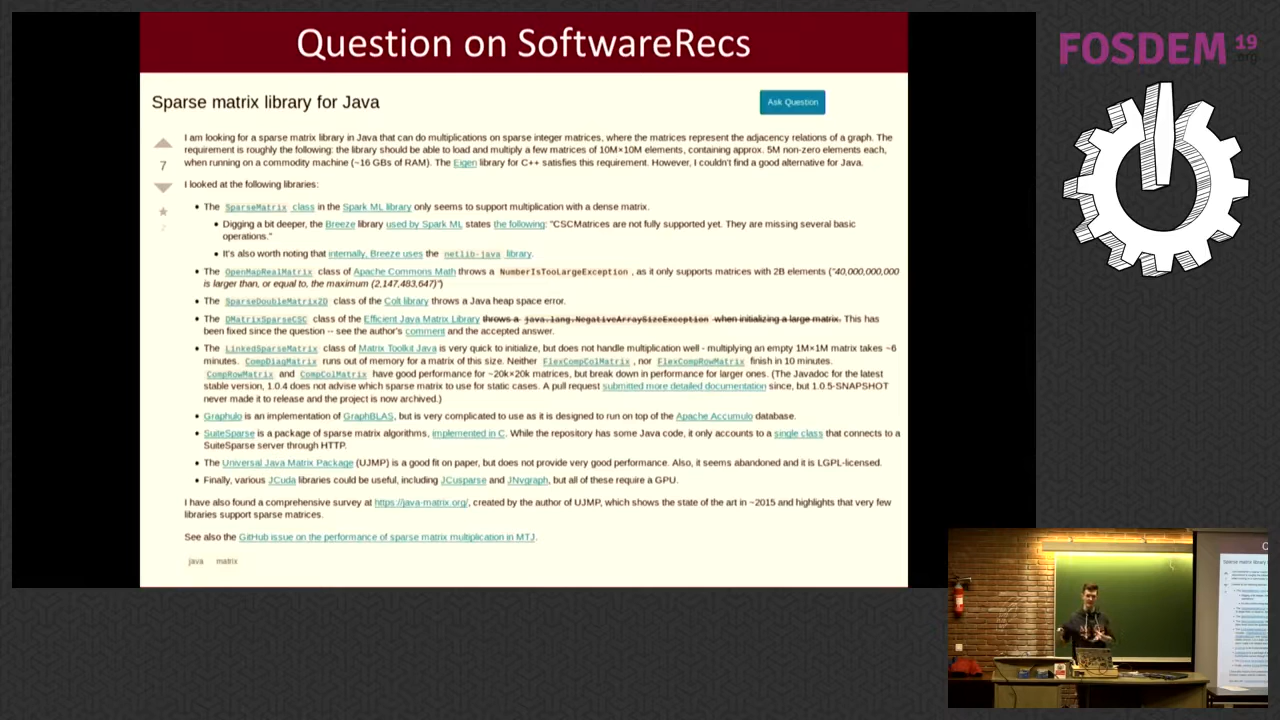 Question on SoftwareRecs
FOSDEM 19
.org
Sparse matrix library for Java
Ask Question
I am looking for a sparse matrix library in Java that can do multiplications on sparse integer matrices, where the matrices represent the adjacency relations of a graph. The
requirement is roughly the following: the library should be able to load and multiply a few matrices of 10M×10M elements, containing approx. 5M non-zero elements each,
when running on a commodity machine (~16 GBs of RAM). The Eigen library for C++ satisfies this requirement. However, I couldn't find a good alternative for Java.
7
I looked at the following libraries:
• The SparseMatrix class in the Spark ML library only seems to support multiplication with a dense matrix.
• Digging a bit deeper, the Breeze library used by Spark ML states the following: "CSCMatrices are not fully supported yet. They are missing several basic
operations."
• It's also worth noting that internally, Breeze uses the netlib-java library.
• The OpenMapRealMatrix class of Apache Commons Math throws a NumberIsTooLargeException , as it only supports matrices with 2B elements ("40,000,000,000
is larger than, or equal to, the maximum (2,147,483,647)")
• The SparseDoubleMatrix2D class of the Colt library throws a Java heap space error.
• The DMatrixSparseCSC class of the Efficient Java Matrix Library throws a java.lang.NegativeArraySizeException when initializing a large matrix. This has
been fixed since the question -- see the author's comment and the accepted answer.
• The LinkedSparseMatrix class of Matrix Toolkit Java is very quick to initialize, but does not handle multiplication well - multiplying an empty 1M×1M matrix takes ~6
minutes. CompDiagMatrix runs out of memory for a matrix of this size. Neither FlexCompColMatrix , nor FlexCompRowMatrix finish in 10 minutes.
CompRowMatrix and CompColMatrix have good performance for ~20k×20k matrices, but break down in performance for larger ones. (The Javadoc for the latest
stable version, 1.0.4 does not advise which sparse matrix to use for static cases. A pull request submitted more detailed documentation since, but 1.0.5-SNAPSHOT
never made it to release and the project is now archived.)
• Graphulo is an implementation of GraphBLAS, but is very complicated to use as it is designed to run on top of the Apache Accumulo database.
• SuiteSparse is a package of sparse matrix algorithms, implemented in C. While the repository has some Java code, it only accounts to a single class that connects to a
SuiteSparse server through HTTP.
• The Universal Java Matrix Package (UJMP) is a good fit on paper, but does not provide very good performance. Also, it seems abandoned and it is LGPL-licensed.
• Finally, various JCuda libraries could be useful, including JCusparse and JNvgraph, but all of these require a GPU.
I have also found a comprehensive survey at https://java-matrix.org/, created by the author of UJMP, which shows the state of the art in ~2015 and highlights that very few
libraries support sparse matrices.
See also the GitHub issue on the performance of sparse matrix multiplication in MTJ.
java matrix
Sparse matrix library